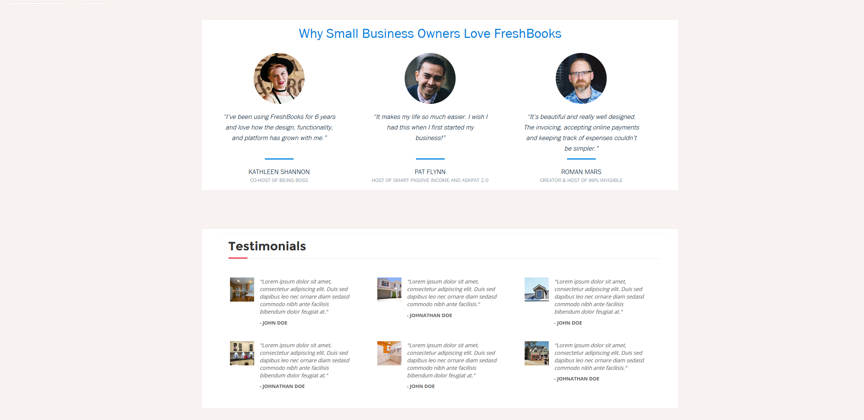 Why Small Business Owners Love FreshBooks
"I've been using FreshBooks for 6 years
and love how the design, functionality,
and platform has grown with me."
KATHLEEN SHANNON
CO-HOST OF BEING BOSS
"It makes my life so much easier. I wish I
had this when I first started my
business!"
PAT FLYNN
HOST OF SMART PASSIVE INCOME AND ASKPAT 2.0
"It's beautiful and really well designed.
The invoicing, accepting online payments
and keeping track of expenses couldn't
be simpler."
ROMAN MARS
CREATOR & HOST OF 99% INVISIBLE
Testimonials
"Lorem ipsum dolor sit amet,
consectetur adipiscing elit. Duis sed
dapibus leo nec ornare diam sedasd
commodo nibh ante facilisis
bibendum dolor feugiat at."
- JOHN DOE
"Lorem ipsum dolor sit amet,
consectetur adipiscing elit. Duis sed
dapibus leo nec ornare diam sedasd
commodo nibh ante facilisis."
- JOHNATHAN DOE
"Lorem ipsum dolor sit amet,
consectetur adipiscing elit. Duis sed
dapibus leo nec ornare diam sedasd
commodo nibh ante facilisis
bibendum dolor feugiat at."
- JOHN DOE
"Lorem ipsum dolor sit amet,
consectetur adipiscing elit. Duis sed
dapibus leo nec ornare diam sedasd
commodo nibh ante facilisis
bibendum dolor feugiat at."
- JOHNATHAN DOE
"Lorem ipsum dolor sit amet,
consectetur adipiscing elit. Duis sed
dapibus leo nec ornare diam sedasd
commodo nibh ante facilisis
bibendum dolor feugiat at."
- JOHN DOE
"Lorem ipsum dolor sit amet,
consectetur adipiscing elit. Duis sed
dapibus leo nec ornare diam sedasd
commodo nibh ante facilisis."
- JOHNATHAN DOE